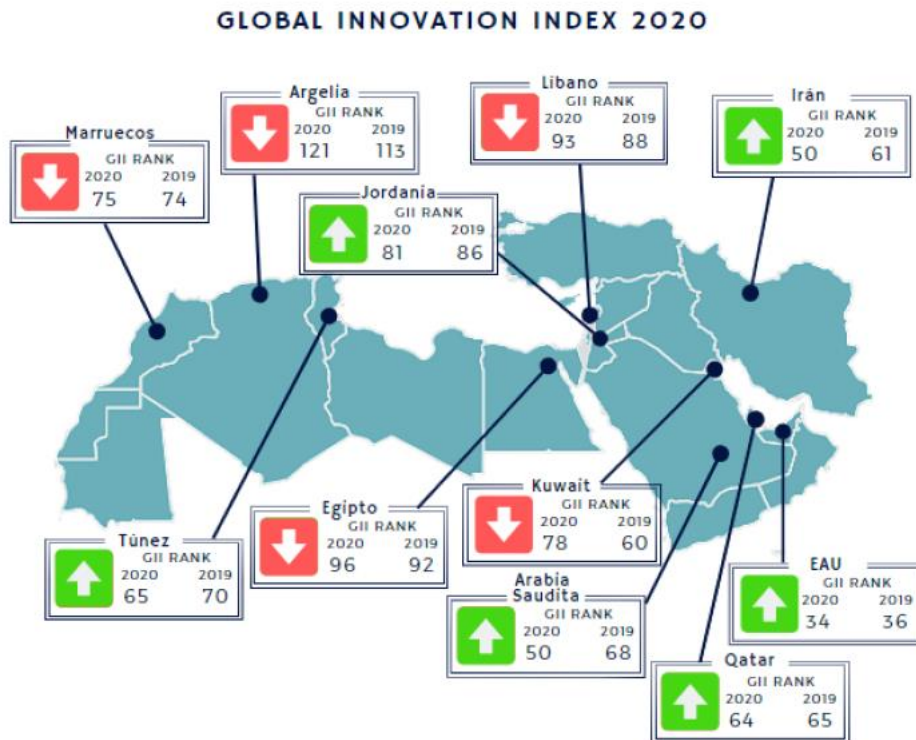 GLOBAL INNOVATION INDEX 2020
Argelia
GII RANK
2020 2019
121 113
Líbano
GII RANK
2020 2019
93 88
Irán
GII RANK
2020 2019
50 61
Marruecos
GII RANK
2020 2019
75 74
Jordania
GII RANK
2020 2019
81 86
Túnez
GII RANK
2020 2019
65 70
Egipto
GII RANK
2020 2019
96 92
Kuwait
GII RANK
2020 2019
78 60
Arabia
Saudita
GII RANK
2020 2019
50 68
EAU
GII RANK
2020 2019
34 36
Qatar
GII RANK
2020 2019
64 65